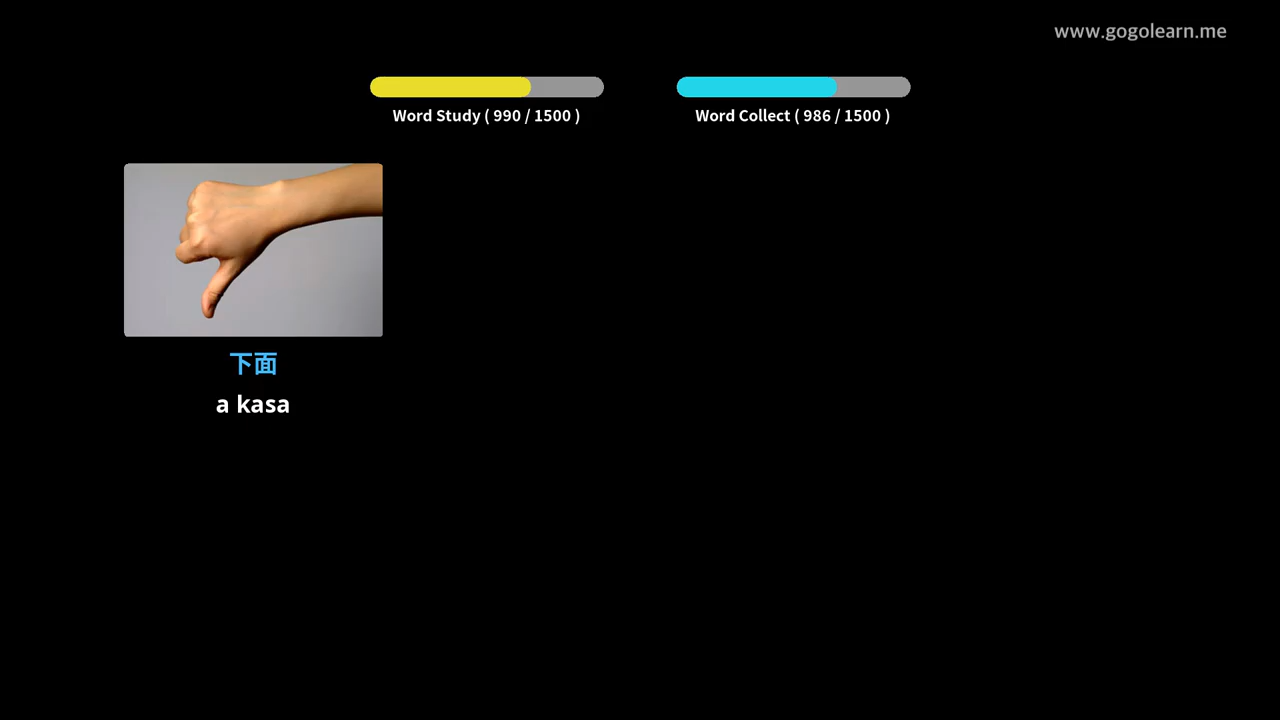 www.gogolearn.me
Word Study ( 990 / 1500 )
Word Collect ( 986 / 1500 )
下面
a kasa